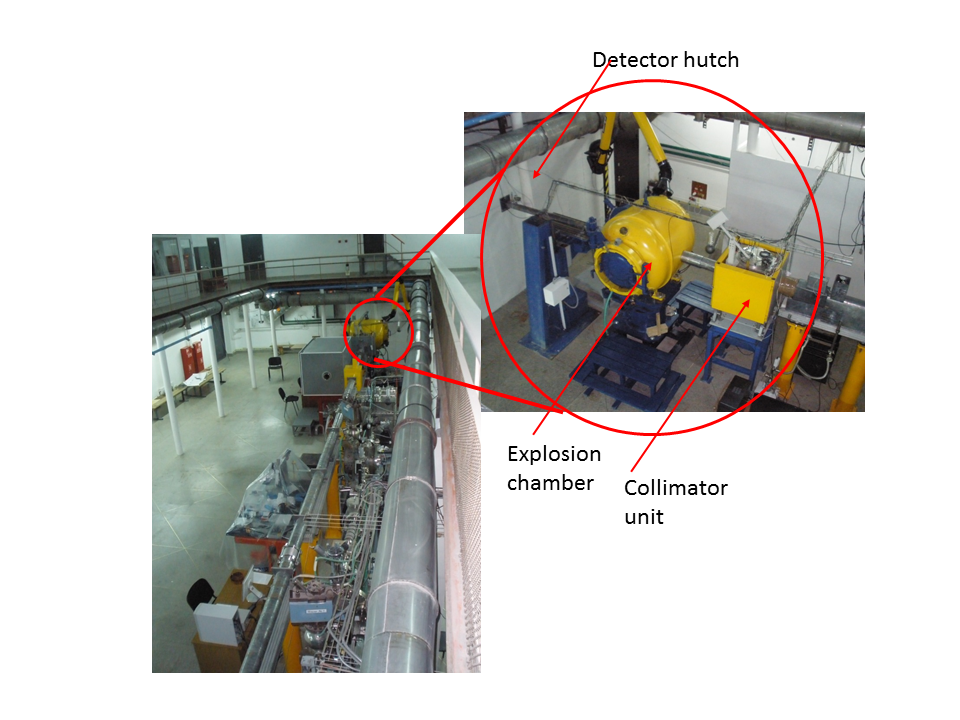 Detector hutch
Explosion
chamber
Collimator
unit